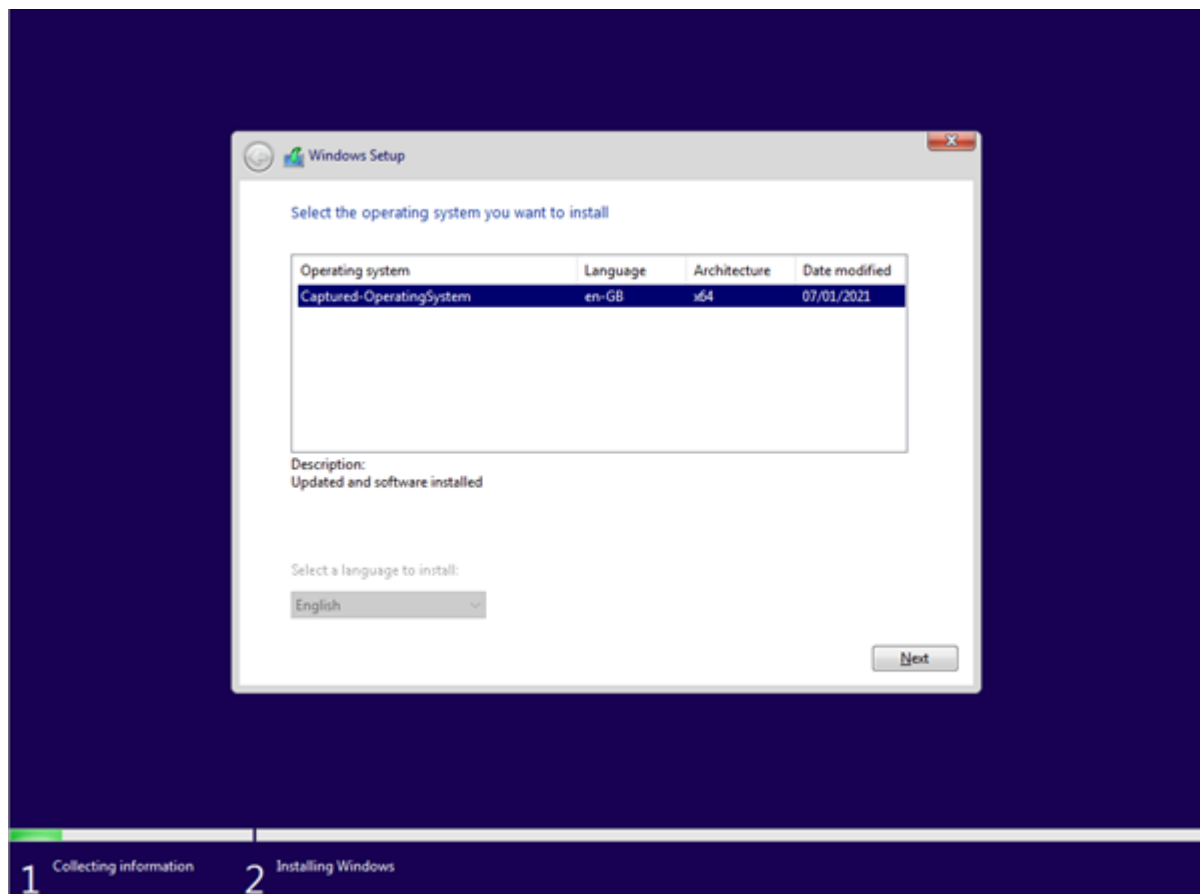 Windows Setup
Select the operating system you want to install
Operating system Language Architecture Date modified
Captured-OperatingSystem en-GB x64 07/01/2021
Description:
Updated and software installed
Select a language to install:
English
Next
1 Collecting information 2 Installing Windows